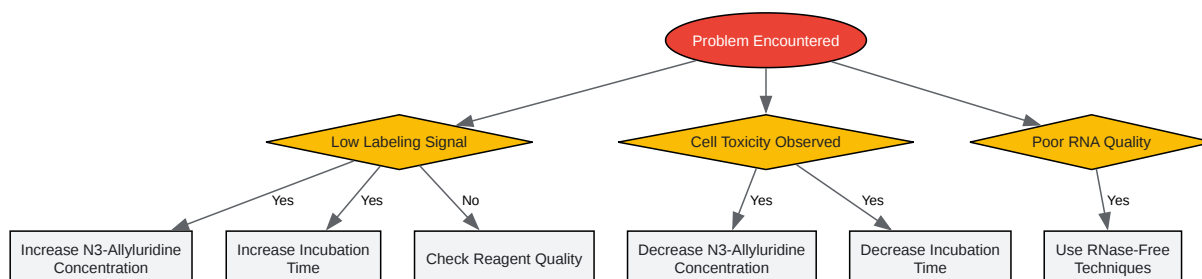 Problem Encountered
Low Labeling Signal
Cell Toxicity Observed
Poor RNA Quality
Yes
Yes
No
Yes
Yes
Yes
Increase N3-Allyluridine
Concentration
Increase Incubation
Time
Check Reagent Quality
Decrease N3-Allyluridine
Concentration
Decrease Incubation
Time
Use RNase-Free
Techniques